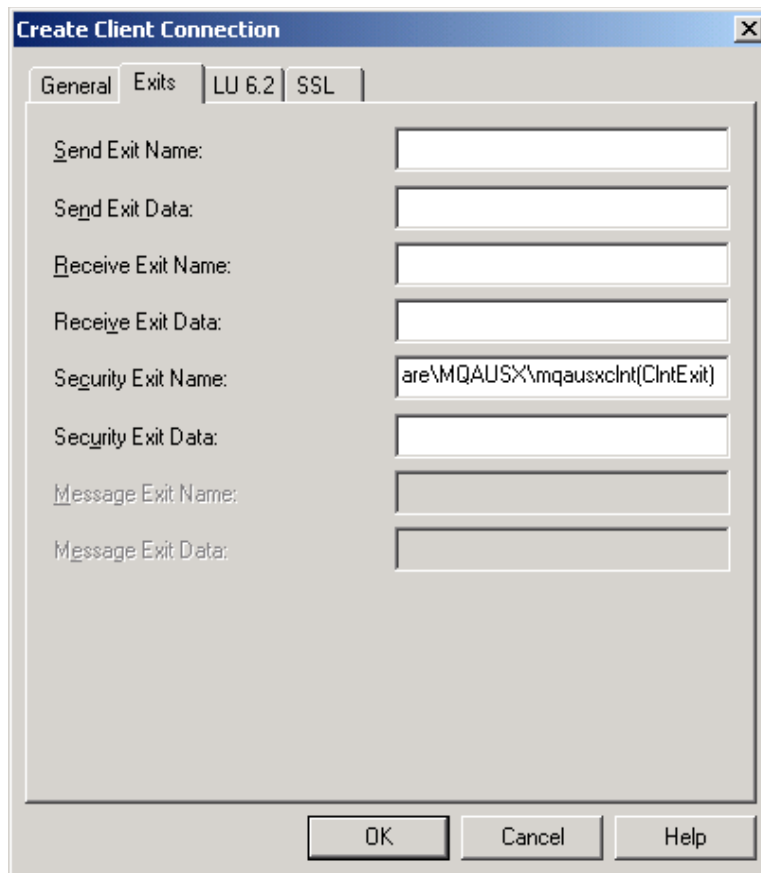 Create Client Connection
General Exits LU 6.2 SSL
Send Exit Name:
Send Exit Data:
Receive Exit Name:
Receive Exit Data:
Security Exit Name: are\MQAUSX\mqausxclnt(ClntExit)
Security Exit Data:
Message Exit Name:
Message Exit Data:
OK Cancel Help